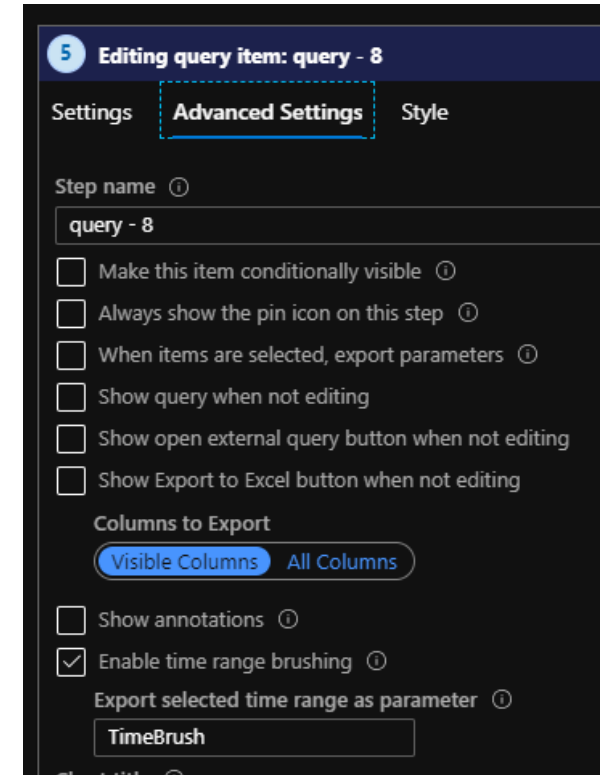 5 Editing query item: query - 8
Settings Advanced Settings Style
Step name
query - 8
Make this item conditionally visible
Always show the pin icon on this step
When items are selected, export parameters
Show query when not editing
Show open external query button when not editing
Show Export to Excel button when not editing
Columns to Export
Visible Columns All Columns
Show annotations
Enable time range brushing
Export selected time range as parameter
TimeBrush